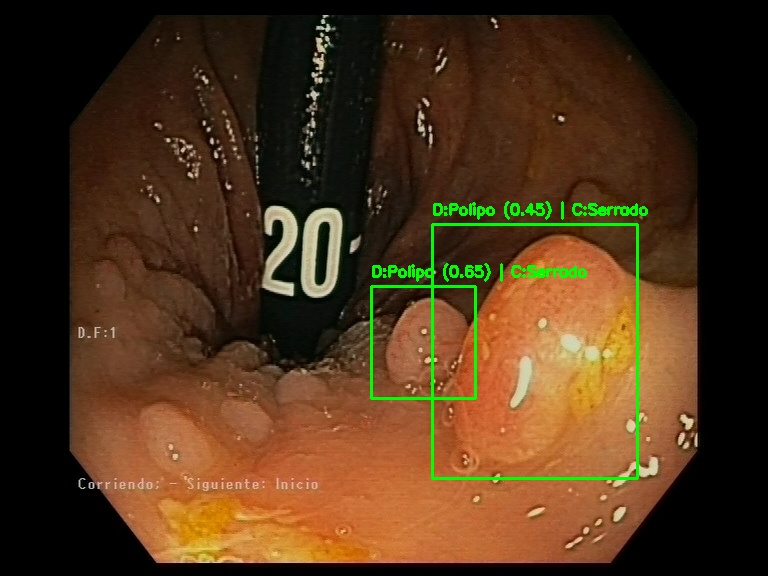 20
D:Polipo (0.45) | C:Serrado
D:Polipo (0.65) | C:Serrado
D.F:1
Corriendo: - Siguiente: Inicio